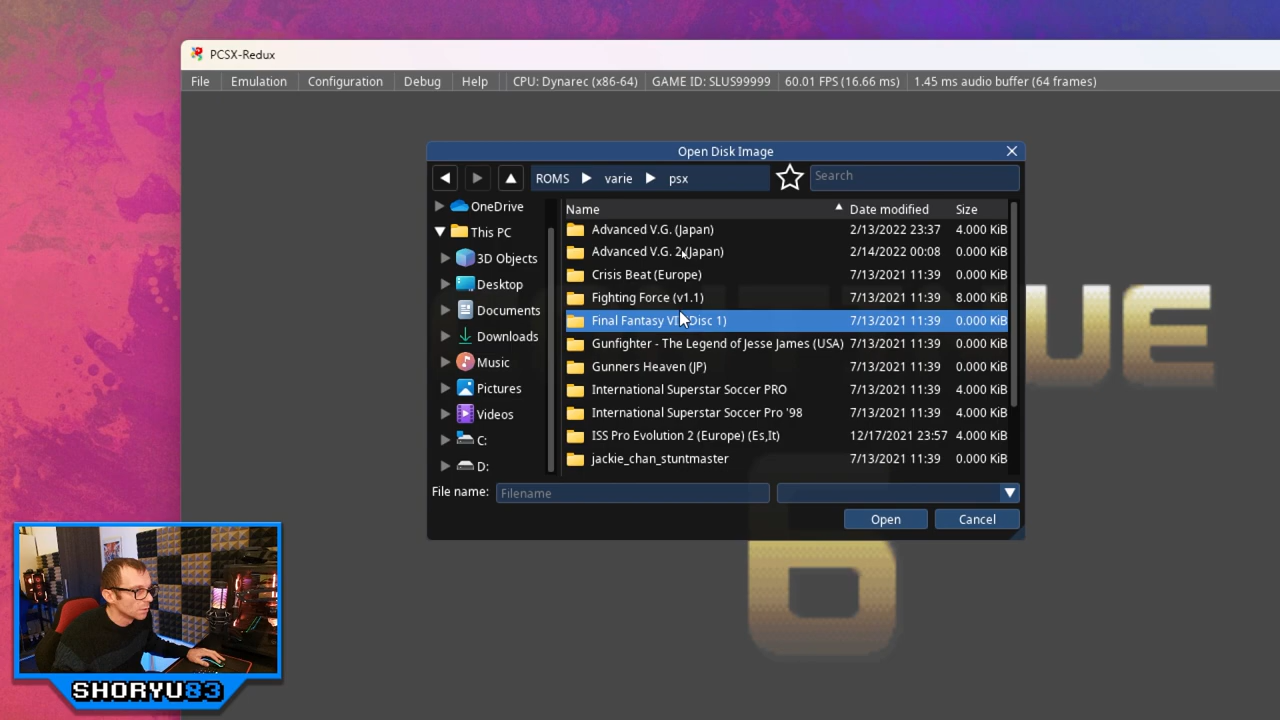 PCSX-Redux
File Emulation Configuration Debug Help CPU: Dynarec (x86-64) GAME ID: SLUS99999 60.01 FPS (16.66 ms) 1.45 ms audio buffer (64 frames)
Open Disk Image
ROMS varie psx Search
OneDrive
This PC
3D Objects
Desktop
Documents
Downloads
Music
Pictures
Videos
C:
D:
Name Date modified Size
Advanced V.G. (Japan) 2/13/2022 23:37 4.000 KiB
Advanced V.G. 2 (Japan) 2/14/2022 00:08 0.000 KiB
Crisis Beat (Europe) 7/13/2021 11:39 0.000 KiB
Fighting Force (v1.1) 7/13/2021 11:39 8.000 KiB
Final Fantasy Disc 1) 7/13/2021 11:39 0.000 KiB
Gunfighter - The Legend of Jesse James (USA) 7/13/2021 11:39 0.000 KiB
Gunners Heaven (JP) 7/13/2021 11:39 0.000 KiB
International Superstar Soccer PRO 7/13/2021 11:39 4.000 KiB
International Superstar Soccer Pro '98 7/13/2021 11:39 4.000 KiB
ISS Pro Evolution 2 (Europe) (Es,It) 12/17/2021 23:57 4.000 KiB
jackie_chan_stuntmaster 7/13/2021 11:39 0.000 KiB
File name: Filename
Open Cancel
SHORYU83